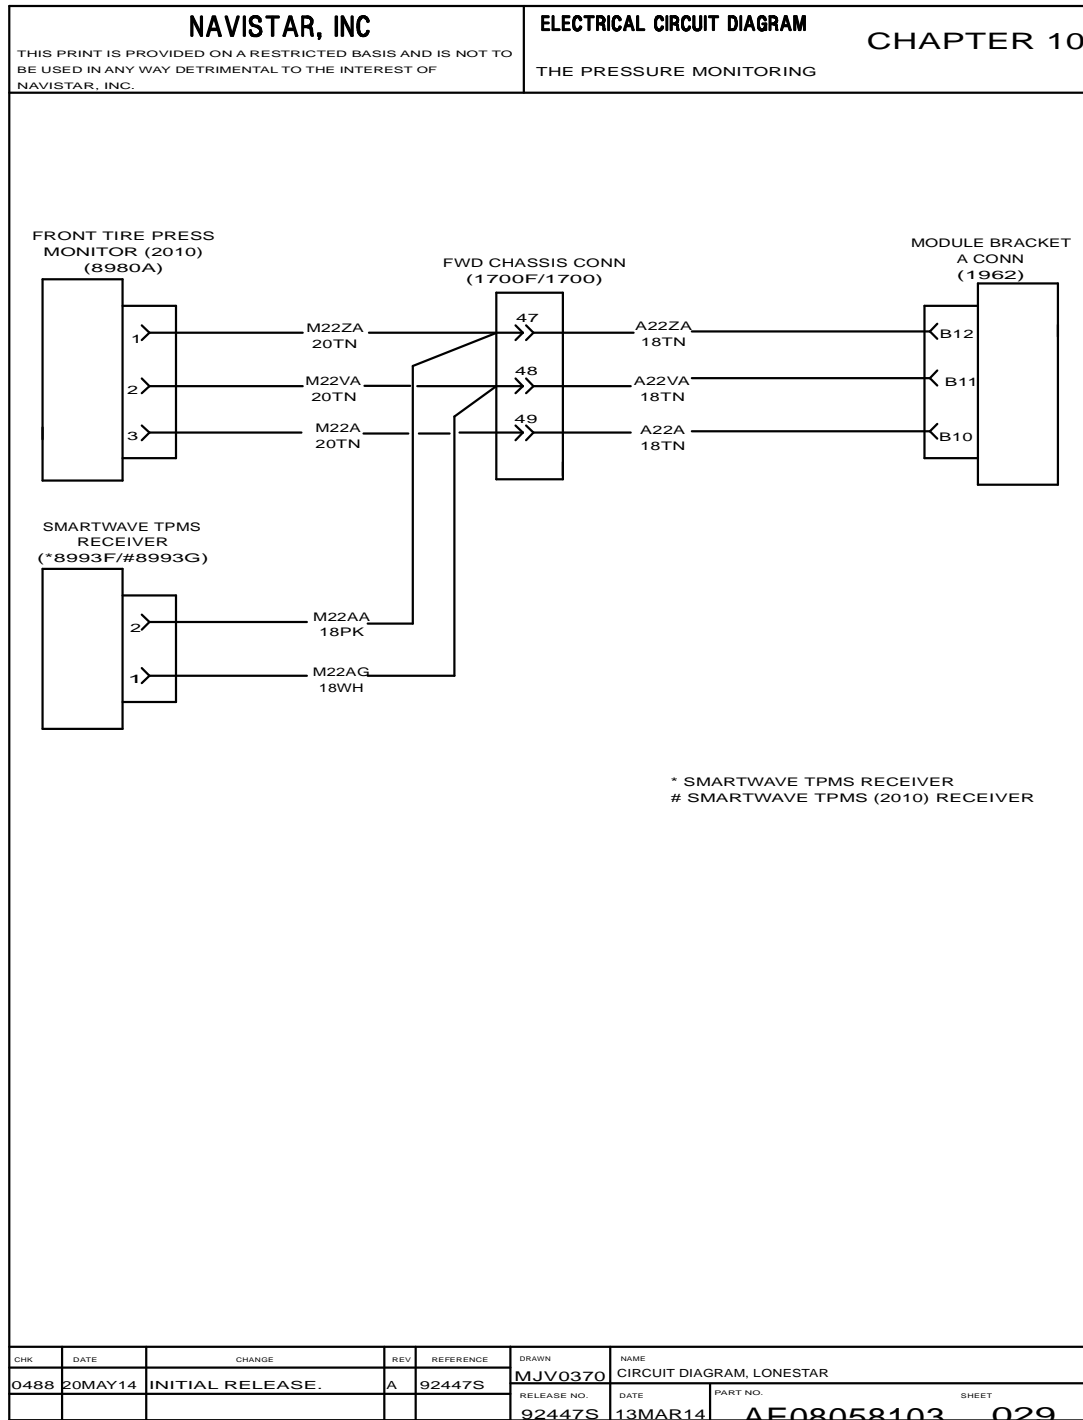 NAVISTAR, INC
THIS PRINT IS PROVIDED ON A RESTRICTED BASIS AND IS NOT TO
BE USED IN ANY WAY DETRIMENTAL TO THE INTEREST OF
NAVISTAR, INC.
ELECTRICAL CIRCUIT DIAGRAM
THE PRESSURE MONITORING
CHAPTER 10
FRONT TIRE PRESS
MONITOR (2010)
(8980A)
FWD CHASSIS CONN
(1700F/1700)
MODULE BRACKET
A CONN
(1962)
1
M22ZA
20TN
47
A22ZA
18TN
B12
2
M22VA
20TN
48
A22VA
18TN
B11
3
M22A
20TN
49
A22A
18TN
B10
SMARTWAVE TPMS
RECEIVER
(*8993F/#8993G)
2
M22AA
18PK
1
M22AG
18WH
* SMARTWAVE TPMS RECEIVER
# SMARTWAVE TPMS (2010) RECEIVER
CHK DATE CHANGE REV REFERENCE
0488 20MAY14 INITIAL RELEASE. A 92447S
DRAWN
MJV0370
NAME
CIRCUIT DIAGRAM, LONESTAR
RELEASE NO.
92447S
DATE
13MAR14
PART NO.
AE08058103
SHEET
029